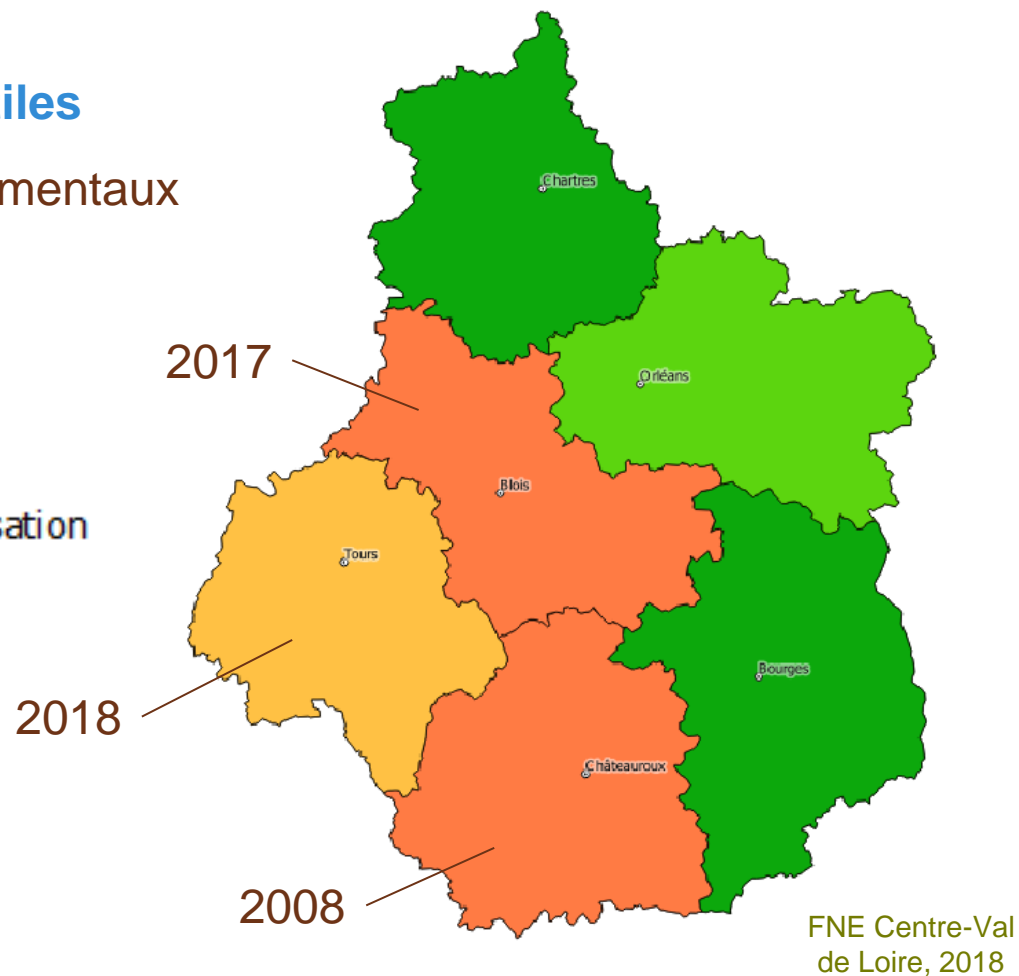 iles
mentaux
Chartres
2017
Orléans
Blois
sation
Tours
Bourges
2018
Châteauroux
2008
FNE Centre-Val
de Loire, 2018